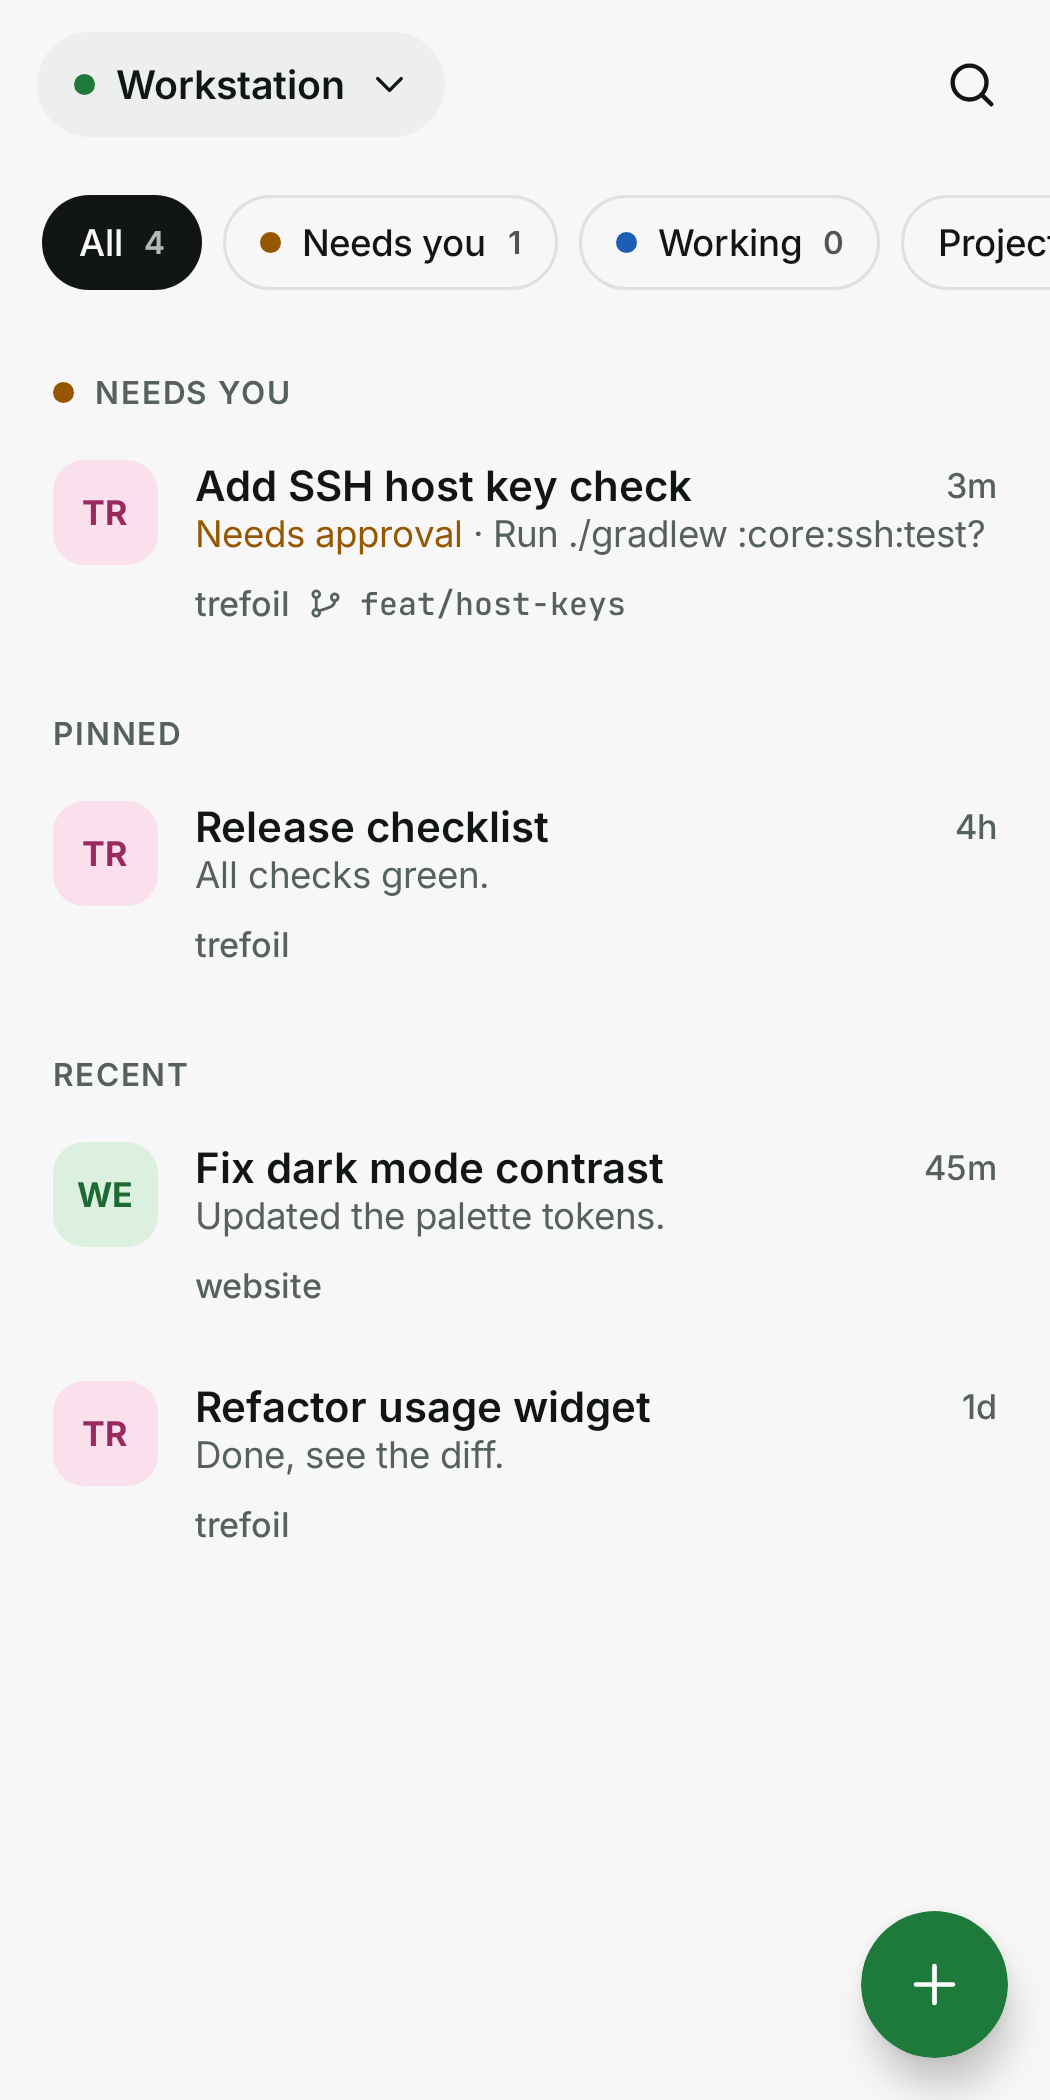 Workstation
All 4
Needs you 1
Working 0
NEEDS YOU
TR
Add SSH host key check
3m
Needs approval · Run ./gradlew :core:ssh:test?
trefoil feat/host-keys
PINNED
TR
Release checklist
4h
All checks green.
trefoil
RECENT
WE
Fix dark mode contrast
45m
Updated the palette tokens.
website
TR
Refactor usage widget
1d
Done, see the diff.
trefoil